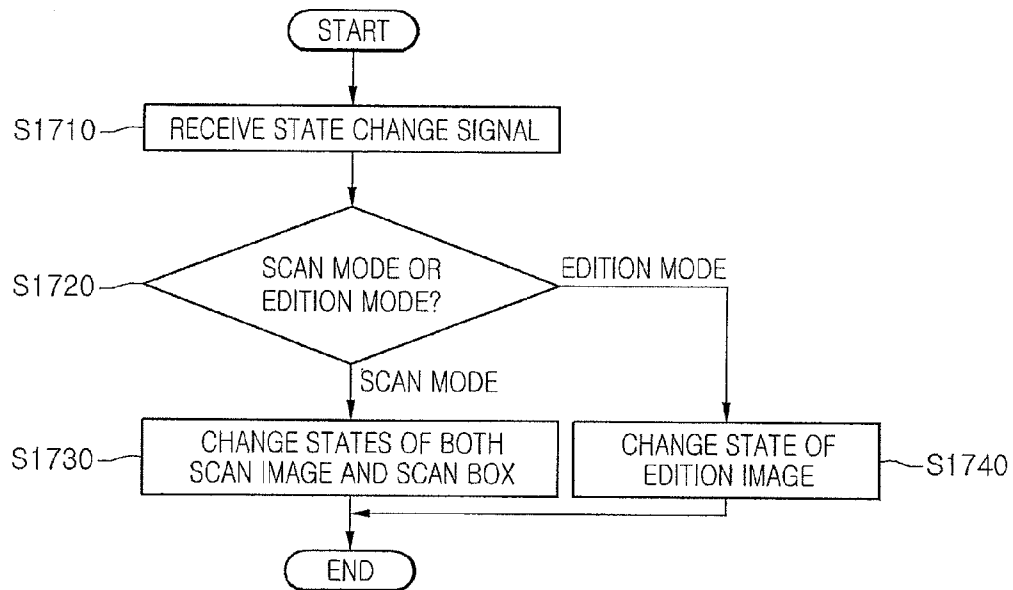 START
S1710
RECEIVE STATE CHANGE SIGNAL
S1720
SCAN MODE OR
EDITION MODE?
EDITION MODE
SCAN MODE
S1730
CHANGE STATES OF BOTH
SCAN IMAGE AND SCAN BOX
CHANGE STATE OF
EDITION IMAGE
S1740
END